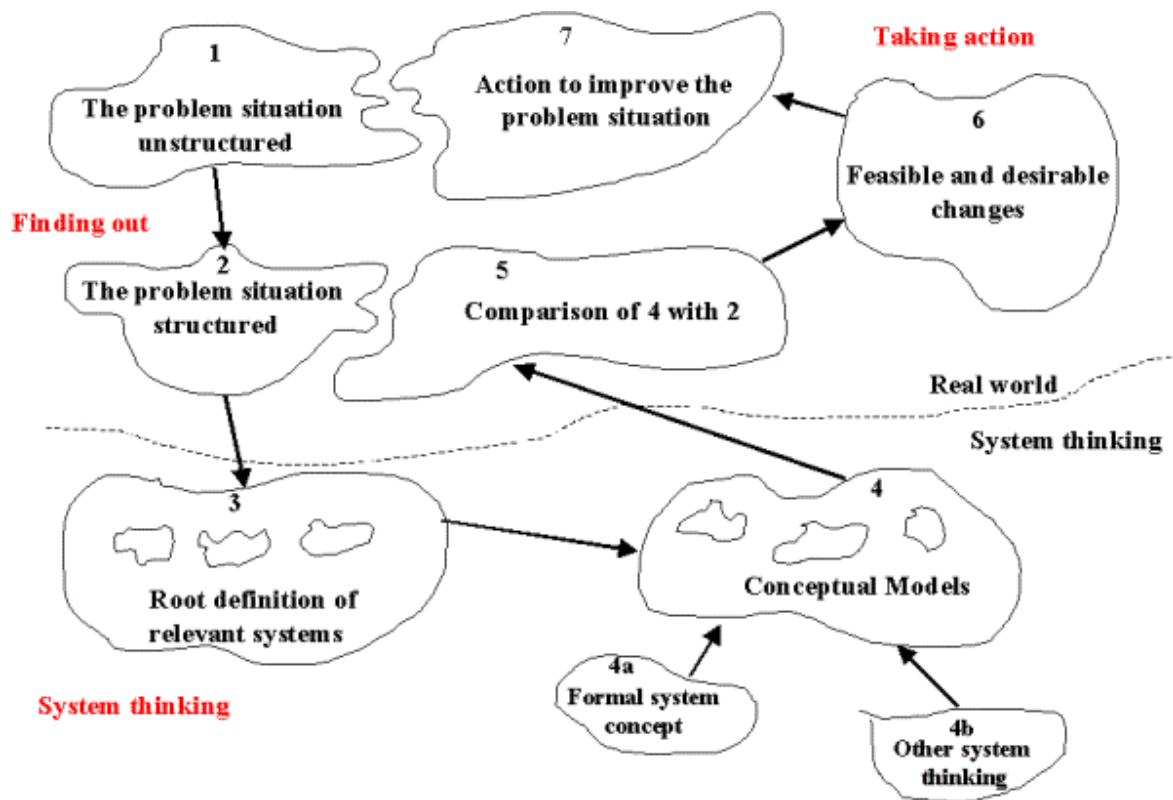 1
The problem situation
unstructured
7
Action to improve the
problem situation
Taking action
6
Feasible and desirable
changes
Finding out
2
The problem situation
structured
5
Comparison of 4 with 2
Real world
System thinking
3
Root definition of
relevant systems
4
Conceptual Models
4a
Formal system
concept
4b
Other system
thinking
System thinking